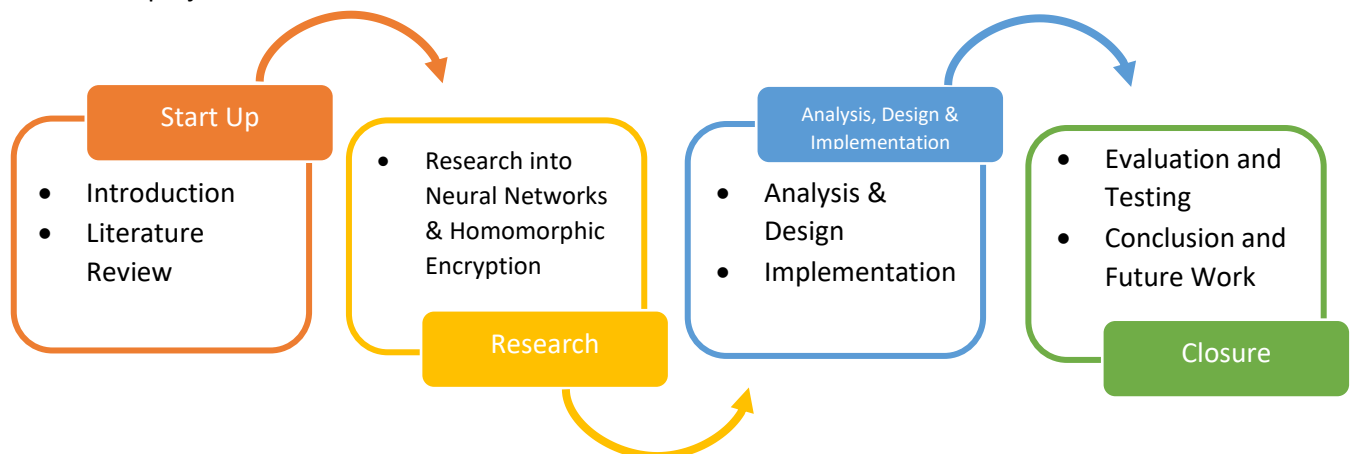 Start Up
• Introduction
• Literature
Review
• Research into
Neural Networks
& Homomorphic
Encryption
Research
Analysis, Design &
Implementation
• Analysis &
Design
• Implementation
• Evaluation and
Testing
• Conclusion and
Future Work
Closure